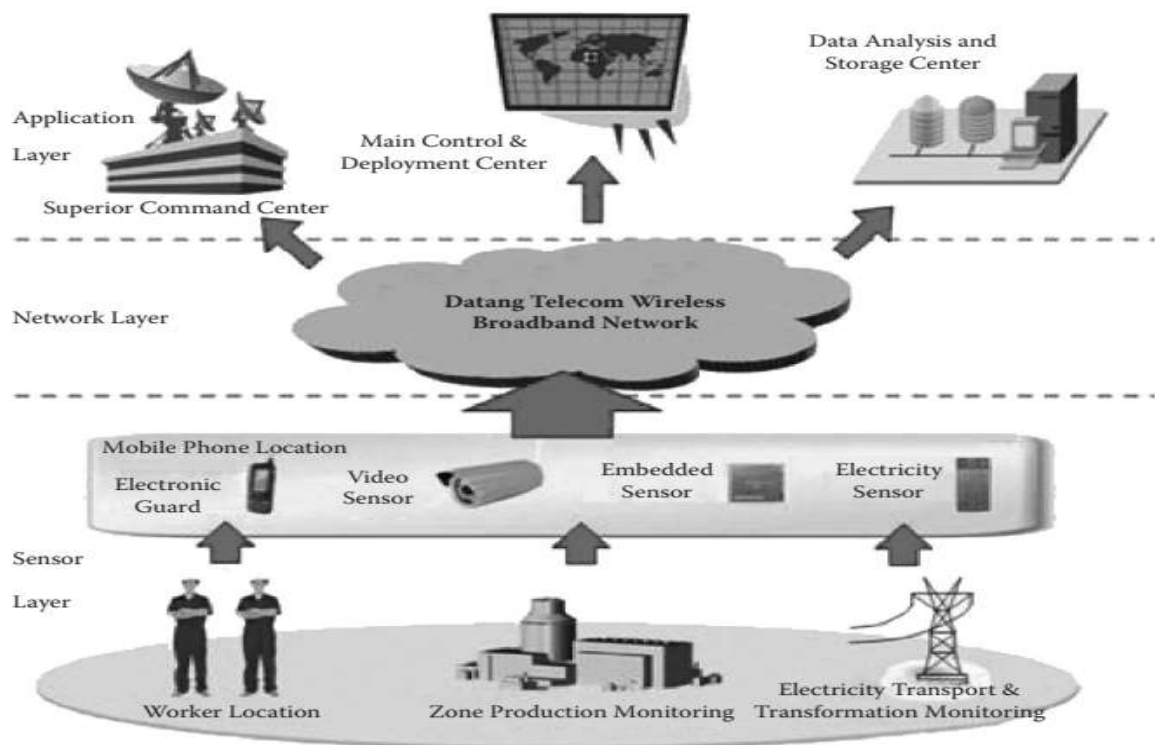 Data Analysis and
Storage Center
Application
Layer
Main Control &
Deployment Center
Superior Command Center
Network Layer
Datang Telecom Wireless
Broadband Network
Mobile Phone Location
Electronic
Guard
Video
Sensor
Embedded
Sensor
Electricity
Sensor
Sensor
Layer
Worker Location
Zone Production Monitoring
Electricity Transport &
Transformation Monitoring